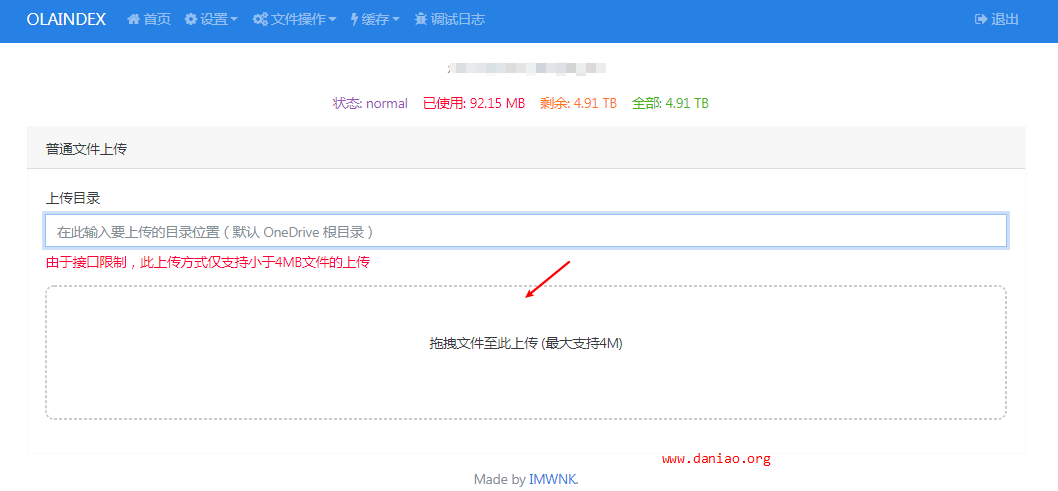 OLAINDEX 首页 设置 文件操作 缓存 调试日志 退出
状态: normal 已使用: 92.15 MB 剩余: 4.91 TB 全部: 4.91 TB
普通文件上传
上传目录
在此输入要上传的目录位置 ( 默认 OneDrive 根目录 )
由于接口限制，此上传方式仅支持小于4MB文件的上传
拖拽文件至此上传 (最大支持4M)
www.daniao.org
Made by IMWNK.